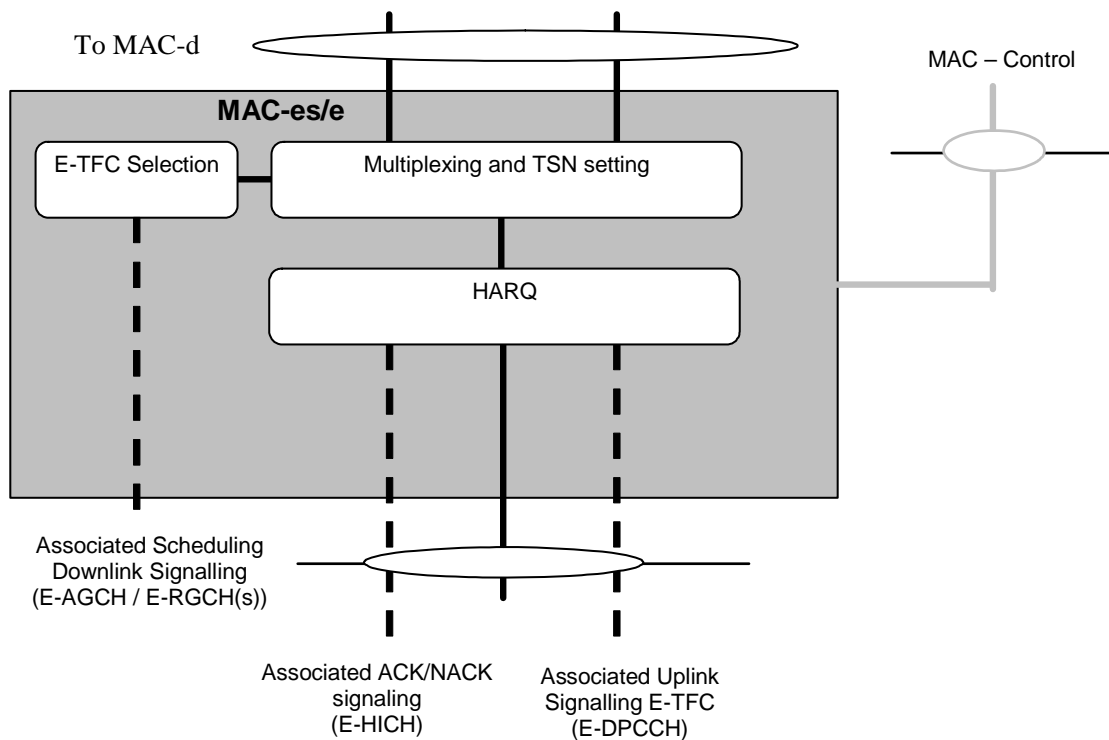 To MAC-d
MAC – Control
MAC-es/e
E-TFC Selection
Multiplexing and TSN setting
HARQ
Associated Scheduling
Downlink Signalling
(E-AGCH / E-RGCH(s))
Associated ACK/NACK
signaling
(E-HICH)
Associated Uplink
Signalling E-TFC
(E-DPCCH)